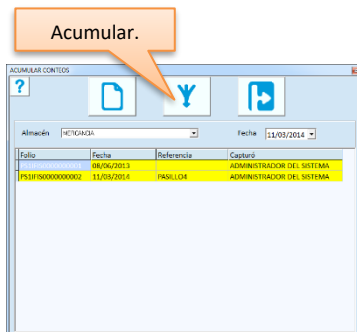 Acumular.
ACUMULAR CONTEOS
?
Almacén MERCANCIA Fecha 11/03/2014
Folio Fecha Referencia Capturó
08/06/2013 ADMINISTRADOR DEL SISTEMA
PS1IFIS0000000002 11/03/2014 PASILLO4 ADMINISTRADOR DEL SISTEMA